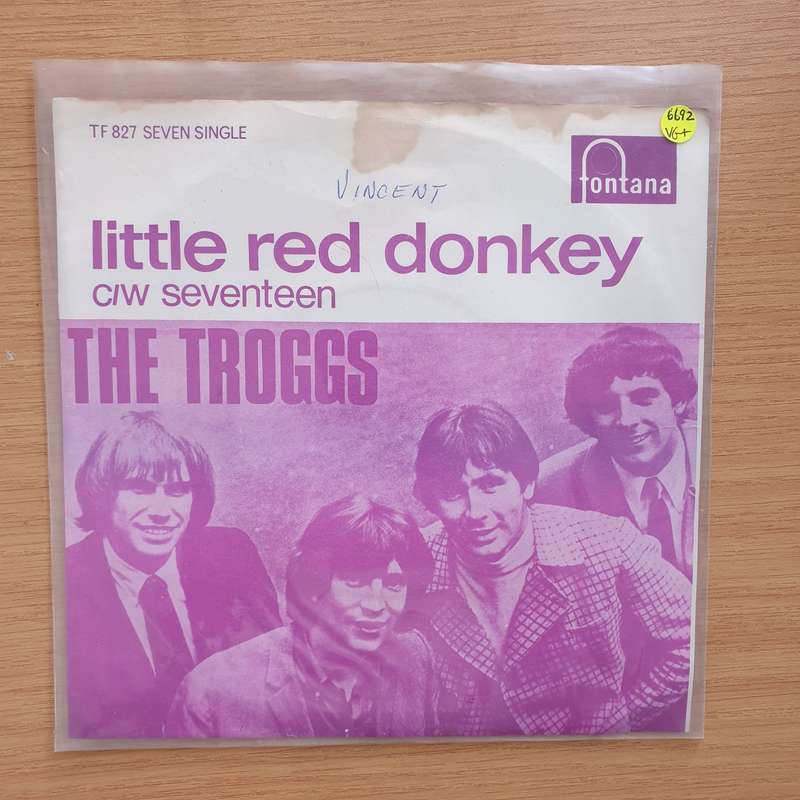 TF 827 SEVEN SINGLE
6692
VG+
VINCENT
fontana
little red donkey
c/w seventeen
THE TROGGS